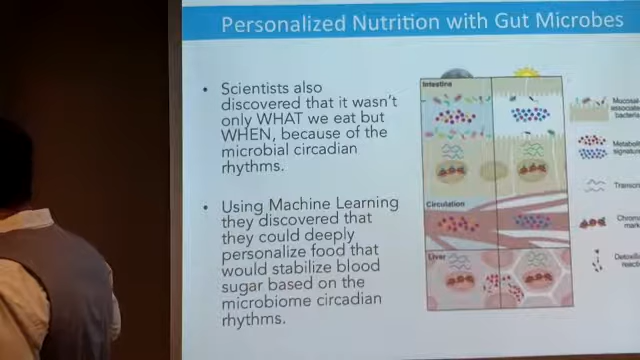 Personalized Nutrition with Gut Microbes
• Scientists also
discovered that it wasn't
only WHAT we eat but
WHEN, because of the
microbial circadian
rhythms.
• Using Machine Learning
they discovered that
they could deeply
personalize food that
would stabilize blood
sugar based on the
microbiome circadian
rhythms.
Intestine
Circulation
Liver